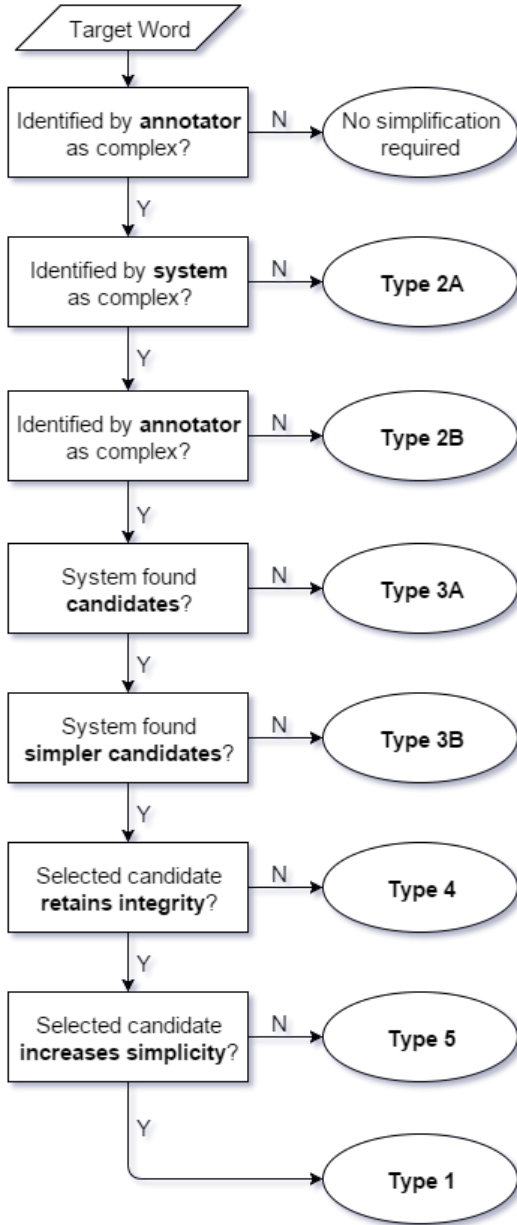 Target Word
Identified by annotator
as complex?
N
No simplification
required
Y
Identified by system
as complex?
N
Type 2A
Y
Identified by annotator
as complex?
N
Type 2B
Y
System found
candidates?
N
Type 3A
Y
System found
simpler candidates?
N
Type 3B
Y
Selected candidate
retains integrity?
N
Type 4
Y
Selected candidate
increases simplicity?
N
Type 5
Y
Type 1